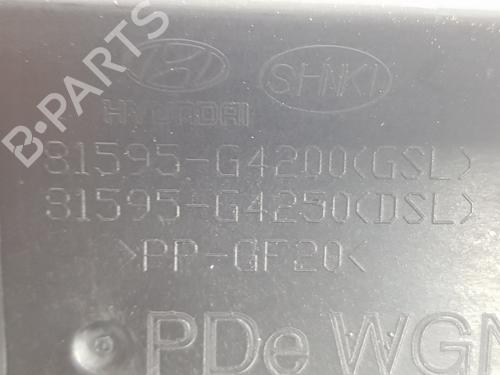 B-PARTS
SHNKI
HYUNDAI
81595-G4200(GSL)
81595-G4250(DSL)
>PP-GF20<
PDe WGN